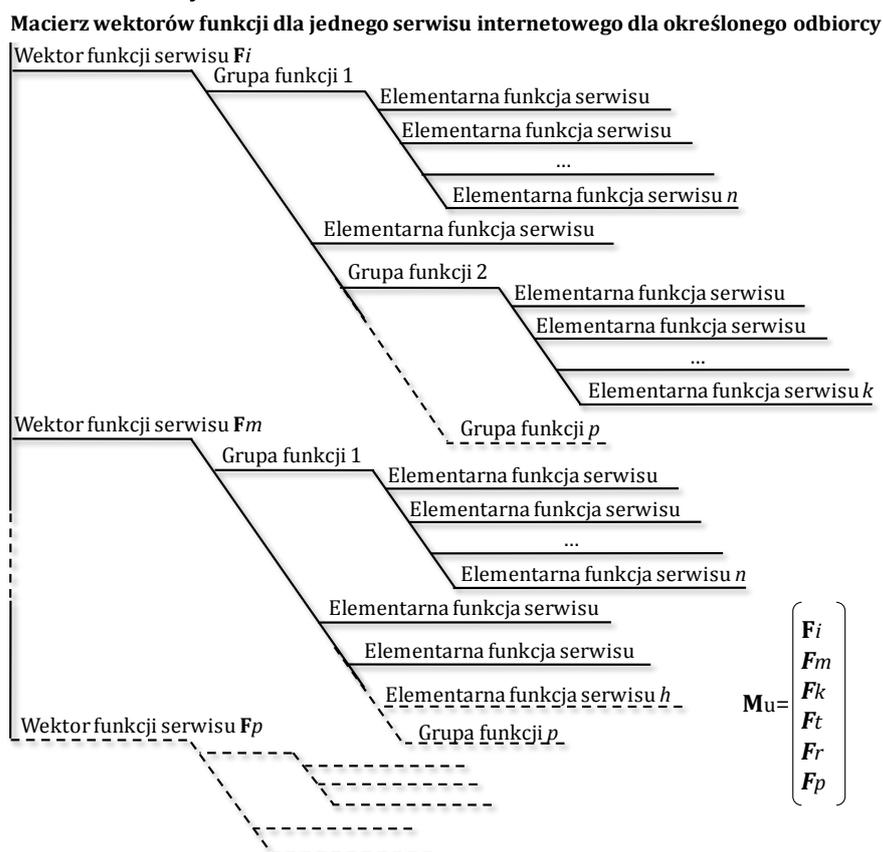 Macierz wektorów funkcji dla jednego serwisu internetowego dla określonego odbiorcy
Wektor funkcji serwisu Fi
Grupa funkcji 1
Elementarna funkcja serwisu
Elementarna funkcja serwisu
...
Elementarna funkcja serwisu n
Elementarna funkcja serwisu
Grupa funkcji 2
Elementarna funkcja serwisu
Elementarna funkcja serwisu
...
Elementarna funkcja serwisu k
Grupa funkcji p
Wektor funkcji serwisu Fm
Grupa funkcji 1
Elementarna funkcja serwisu
Elementarna funkcja serwisu
...
Elementarna funkcja serwisu n
Elementarna funkcja serwisu
Elementarna funkcja serwisu
Elementarna funkcja serwisu h
Grupa funkcji p
Wektor funkcji serwisu Fp
Mu=
Fi
Fm
Fk
Ft
Fr
Fp